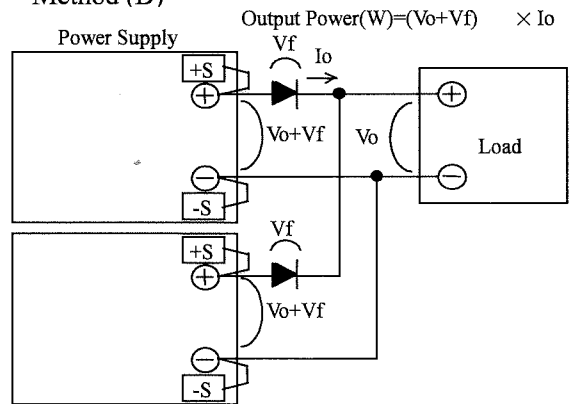 Method (B)
Output Power(W)=(Vo+Vf) × Io
Power Supply
Vf
Io
+S
+
Vo+Vf
Vo
+
Load
−
−
-S
Vf
+S
+
Vo+Vf
−
-S